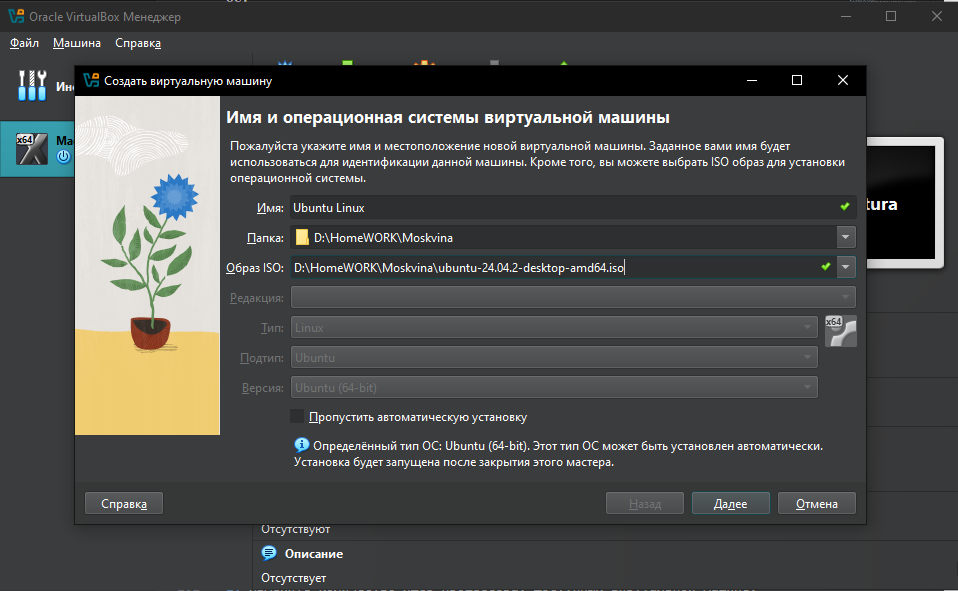 Oracle VirtualBox Менеджер
Файл Машина Справка
Создать виртуальную машину
Имя и операционная системы виртуальной машины
Пожалуйста укажите имя и местоположение новой виртуальной машины. Заданное вами имя будет
использоваться для идентификации данной машины. Кроме того, вы можете выбрать ISO образ для установки
операционной системы.
Имя: Ubuntu Linux
Папка: D:\HomeWORK\Moskvina
Образ ISO: D:\HomeWORK\Moskvina\ubuntu-24.04.2-desktop-amd64.iso
Редакция:
Тип: Linux
x64
Подтип: Ubuntu
Версия: Ubuntu (64-bit)
Пропустить автоматическую установку
Определённый тип ОС: Ubuntu (64-bit). Этот тип ОС может быть установлен автоматически.
Установка будет запущена после закрытия этого мастера.
Справка Назад Далее Отмена
x64
Отсутствуют
Описание
Отсутствует